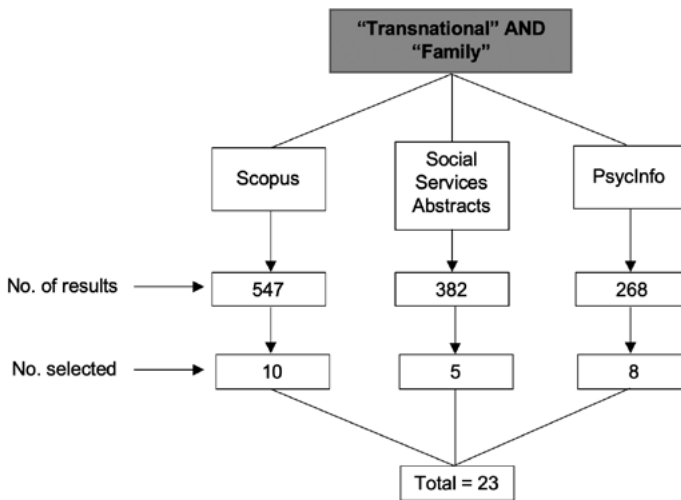 “Transnational” AND
“Family”
Scopus
Social
Services
Abstracts
PsycInfo
No. of results
547
382
268
No. selected
10
5
8
Total = 23